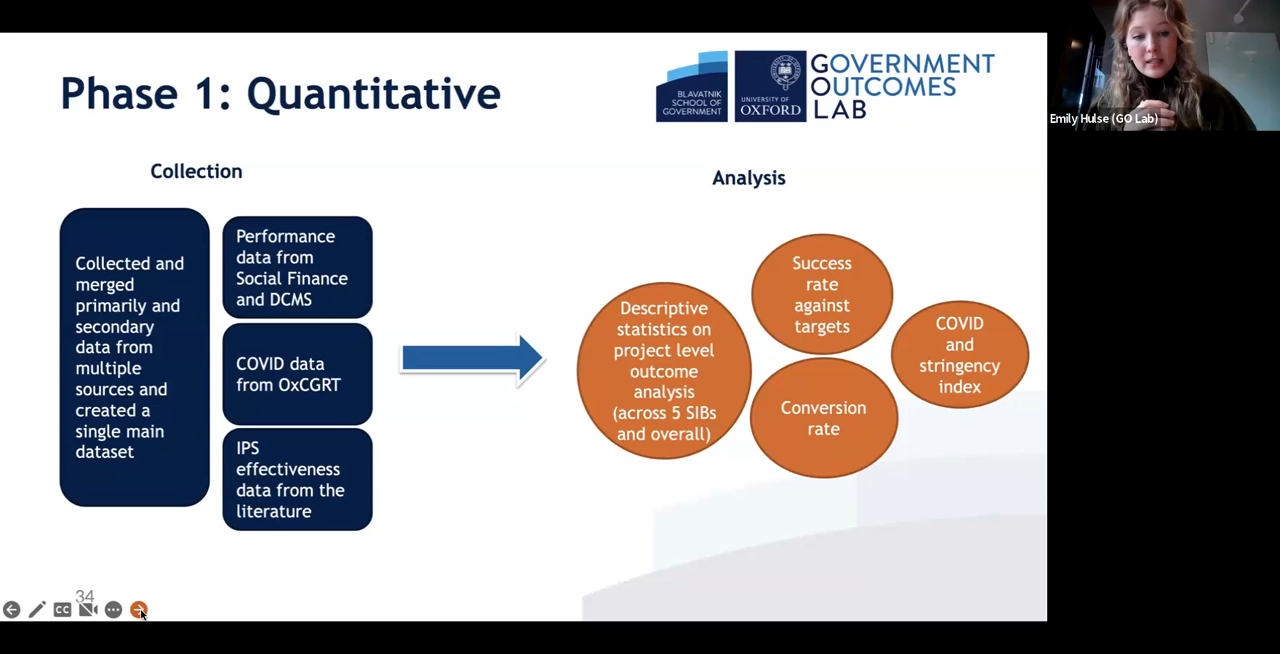 Phase 1: Quantitative
BLAVATNIK
SCHOOL OF
GOVERNMENT
UNIVERSITY OF
OXFORD
GOVERNMENT
OUTCOMES
LAB
Emily Hulse (GO Lab)
Collection
Analysis
Collected and
merged
primarily and
secondary
data from
multiple
sources and
created a
single main
dataset
Performance
data from
Social Finance
and DCMS
COVID data
from OxCGRT
IPS
effectiveness
data from the
literature
Descriptive
statistics on
project level
outcome
analysis
(across 5 SIBs
and overall)
Success
rate
against
targets
Conversion
rate
COVID
and
stringency
index
34
CC